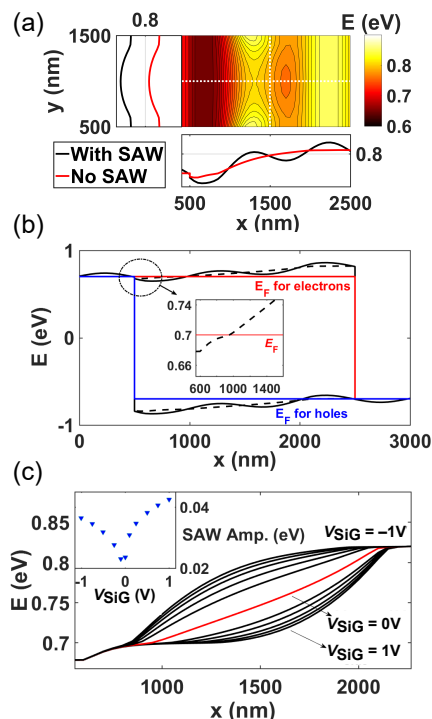 (a)
0.8
E (eV)
1500
500
y (nm)
0.9
0.8
0.7
0.6
With SAW
No SAW
0.8
500 1500 2500
x (nm)
(b)
1
0
-1
E (eV)
E_F for electrons
0.74
0.7
0.66
E_F
600 1000 1400
E_F for holes
0 1000 2000 3000
x (nm)
(c)
0.85
0.8
0.75
0.7
E (eV)
0.04
0.02
SAW Amp. (eV)
-1 0 1
V_SiG (V)
V_SiG = -1V
V_SiG = 0V
V_SiG = 1V
1000 1500 2000
x (nm)